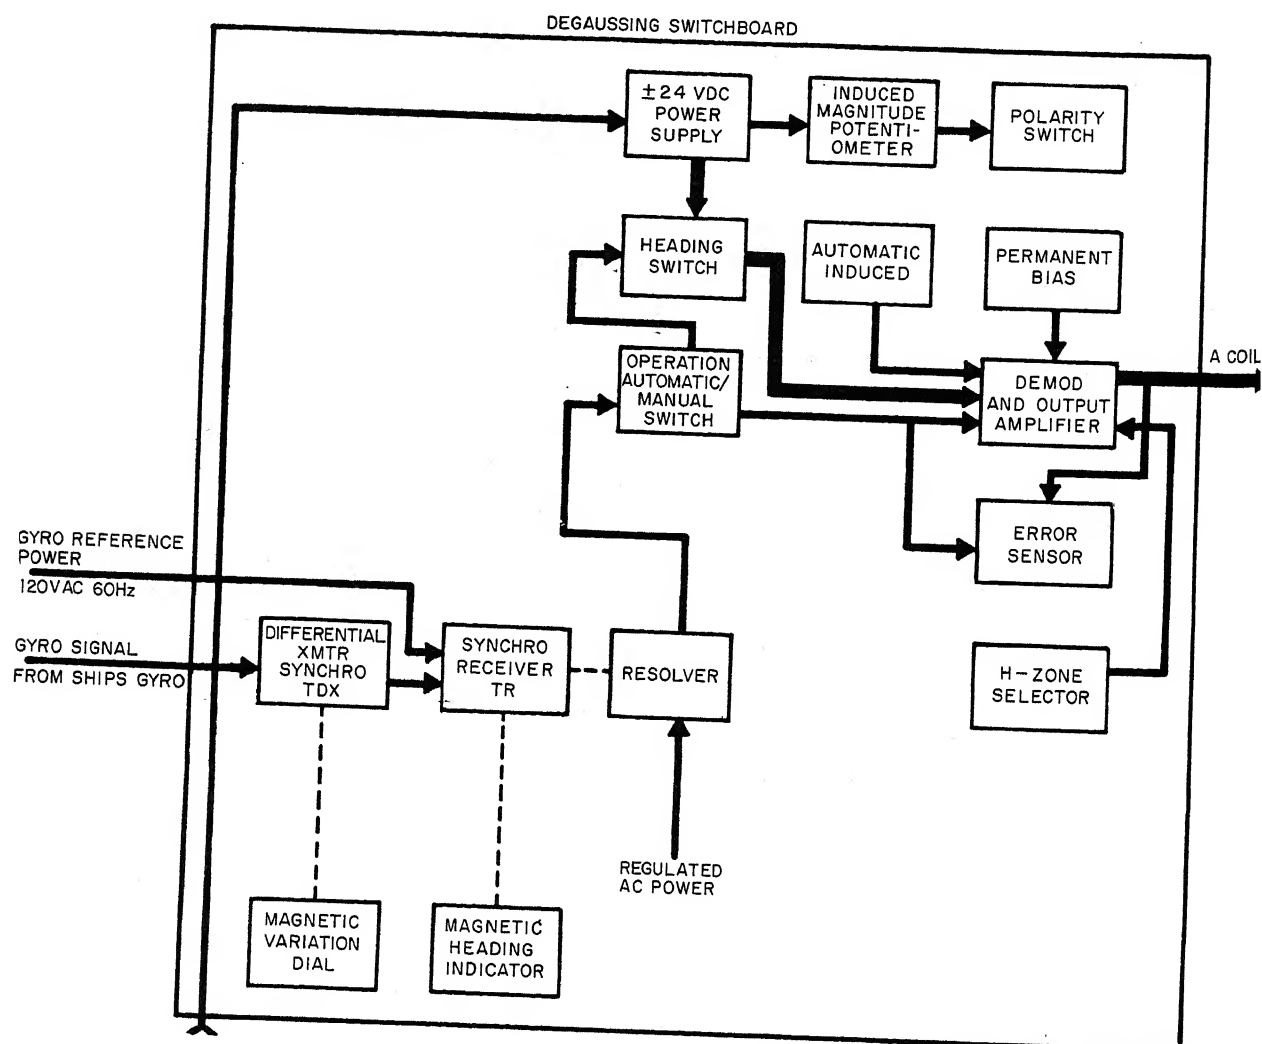 DEGAUSSING SWITCHBOARD
±24 VDC
POWER
SUPPLY
INDUCED
MAGNITUDE
POTENTI-
OMETER
POLARITY
SWITCH
HEADING
SWITCH
AUTOMATIC
INDUCED
PERMANENT
BIAS
OPERATION
AUTOMATIC/
MANUAL
SWITCH
DEMOD
AND OUTPUT
AMPLIFIER
A COIL
ERROR
SENSOR
GYRO REFERENCE
POWER
120VAC 60Hz
GYRO SIGNAL
FROM SHIPS GYRO
DIFFERENTIAL
XMTR
SYNCHRO
TDX
SYNCHRO
RECEIVER
TR
RESOLVER
H-ZONE
SELECTOR
REGULATED
AC POWER
MAGNETIC
VARIATION
DIAL
MAGNETIC
HEADING
INDICATOR